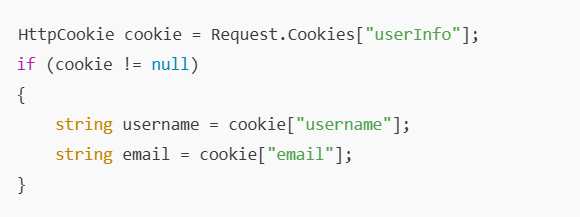 HttpCookie cookie = Request.Cookies["userInfo"];
if (cookie != null)
{
    string username = cookie["username"];
    string email = cookie["email"];
}